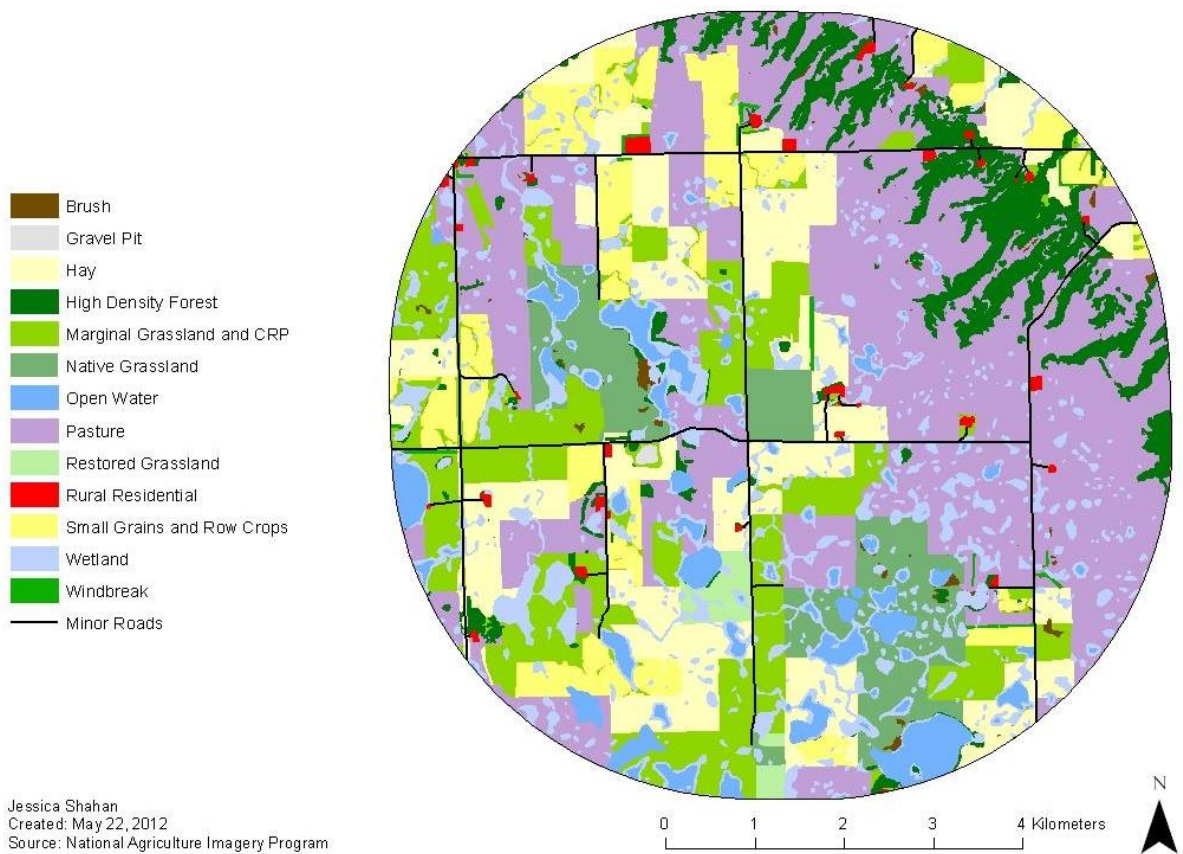 Brush
Gravel Pit
Hay
High Density Forest
Marginal Grassland and CRP
Native Grassland
Open Water
Pasture
Restored Grassland
Rural Residential
Small Grains and Row Crops
Wetland
Windbreak
Minor Roads
Jessica Shahan
Created: May 22, 2012
Source: National Agriculture Imagery Program
0 1 2 3 4 Kilometers
N